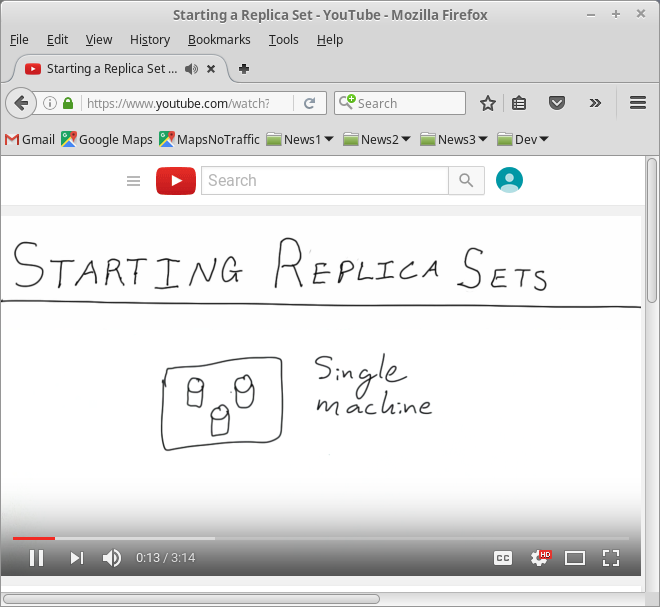 Starting a Replica Set - YouTube - Mozilla Firefox
File Edit View History Bookmarks Tools Help
Starting a Replica Set ...
https://www.youtube.com/watch? Search
Gmail Google Maps MapsNoTraffic News1 News2 News3 Dev
Search
STARTING REPLICA SETS
Single
machine
0:13 / 3:14 CC HD